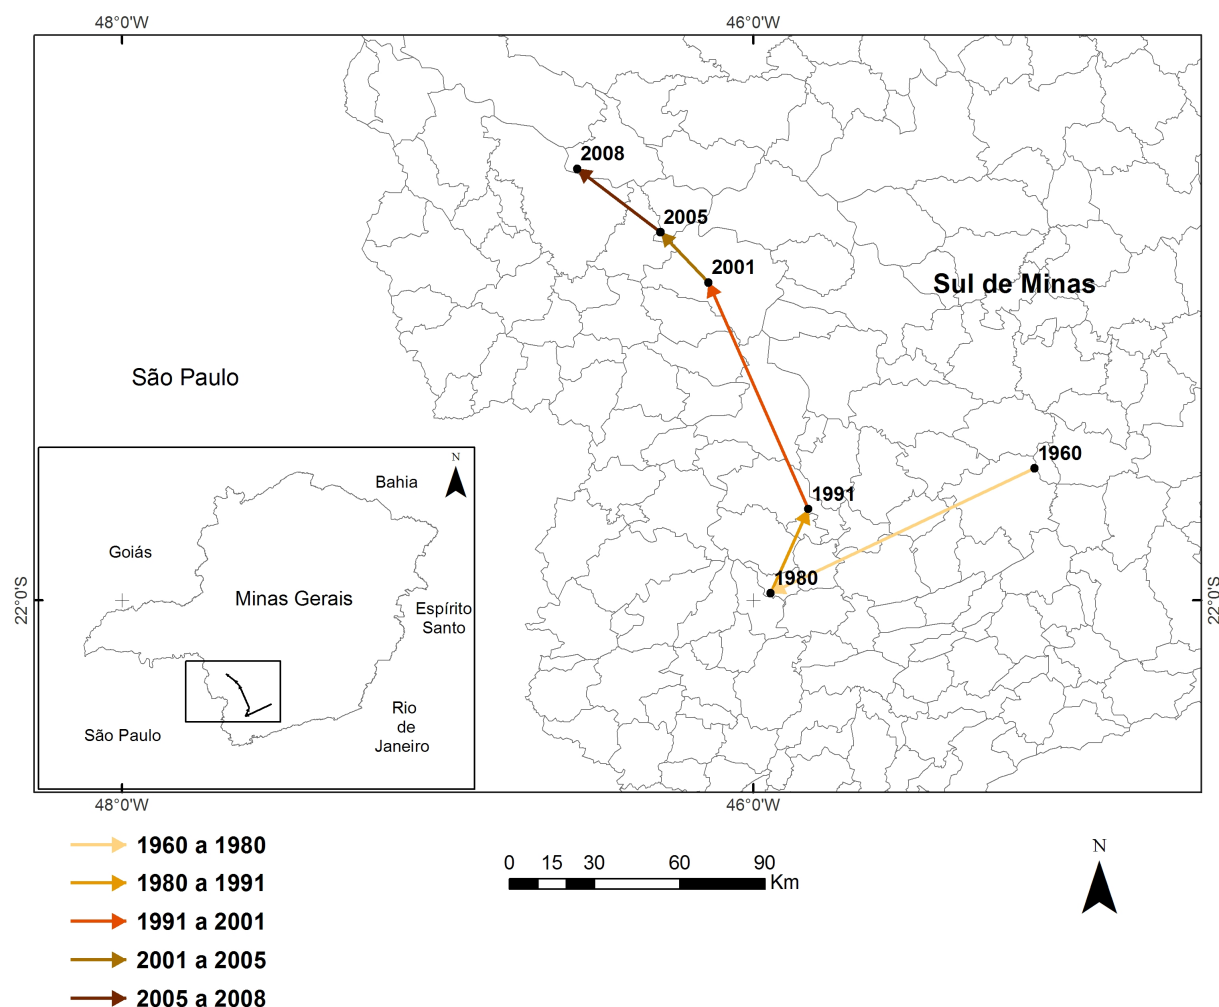 48°0'W
46°0'W
2008
2005
2001
Sul de Minas
São Paulo
1960
1991
1980
N
Bahia
Goiás
Minas Gerais
Espírito
Santo
Rio
de
Janeiro
São Paulo
22°0'S
22°0'S
48°0'W
46°0'W
1960 a 1980
1980 a 1991
1991 a 2001
2001 a 2005
2005 a 2008
0 15 30 60 90
Km
N